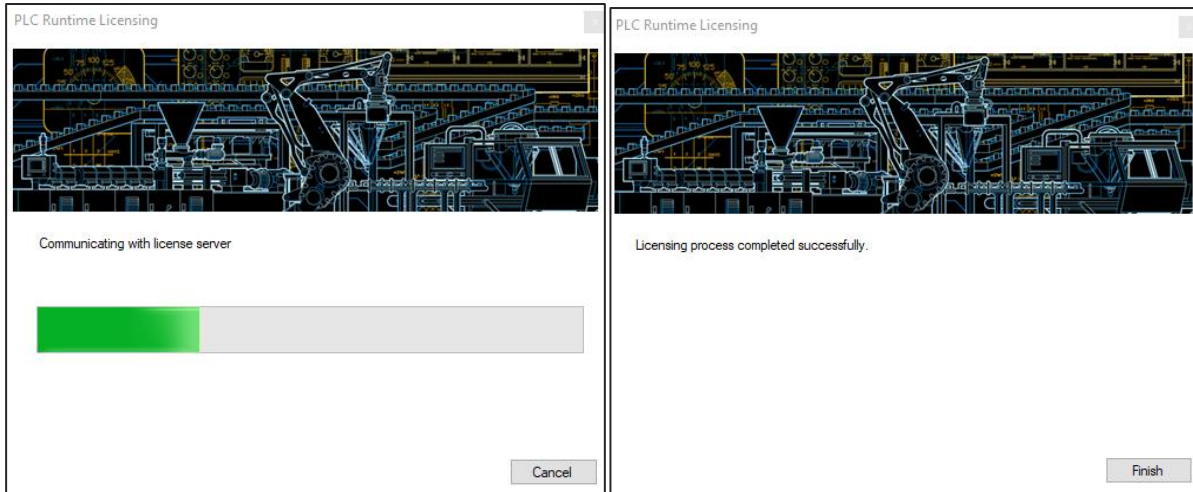 PLC Runtime Licensing
Communicating with license server
Cancel
PLC Runtime Licensing
Licensing process completed successfully.
Finish